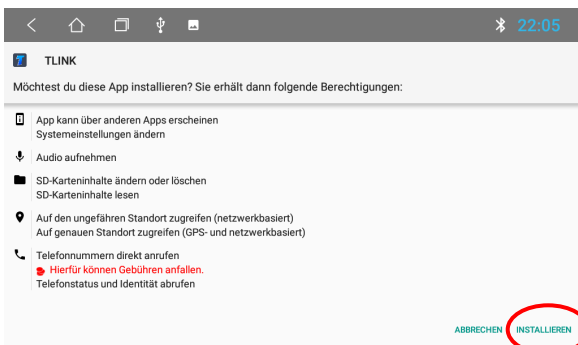 22:05
TLINK
Möchtest du diese App installieren? Sie erhält dann folgende Berechtigungen:
App kann über anderen Apps erscheinen
Systemeinstellungen ändern
Audio aufnehmen
SD-Karteninhalte ändern oder löschen
SD-Karteninhalte lesen
Auf den ungefähren Standort zugreifen (netzwerkbasiert)
Auf genauen Standort zugreifen (GPS- und netzwerkbasiert)
Telefonnummern direkt anrufen
Hierfür können Gebühren anfallen.
Telefonstatus und Identität abrufen
ABBRECHEN INSTALLIEREN